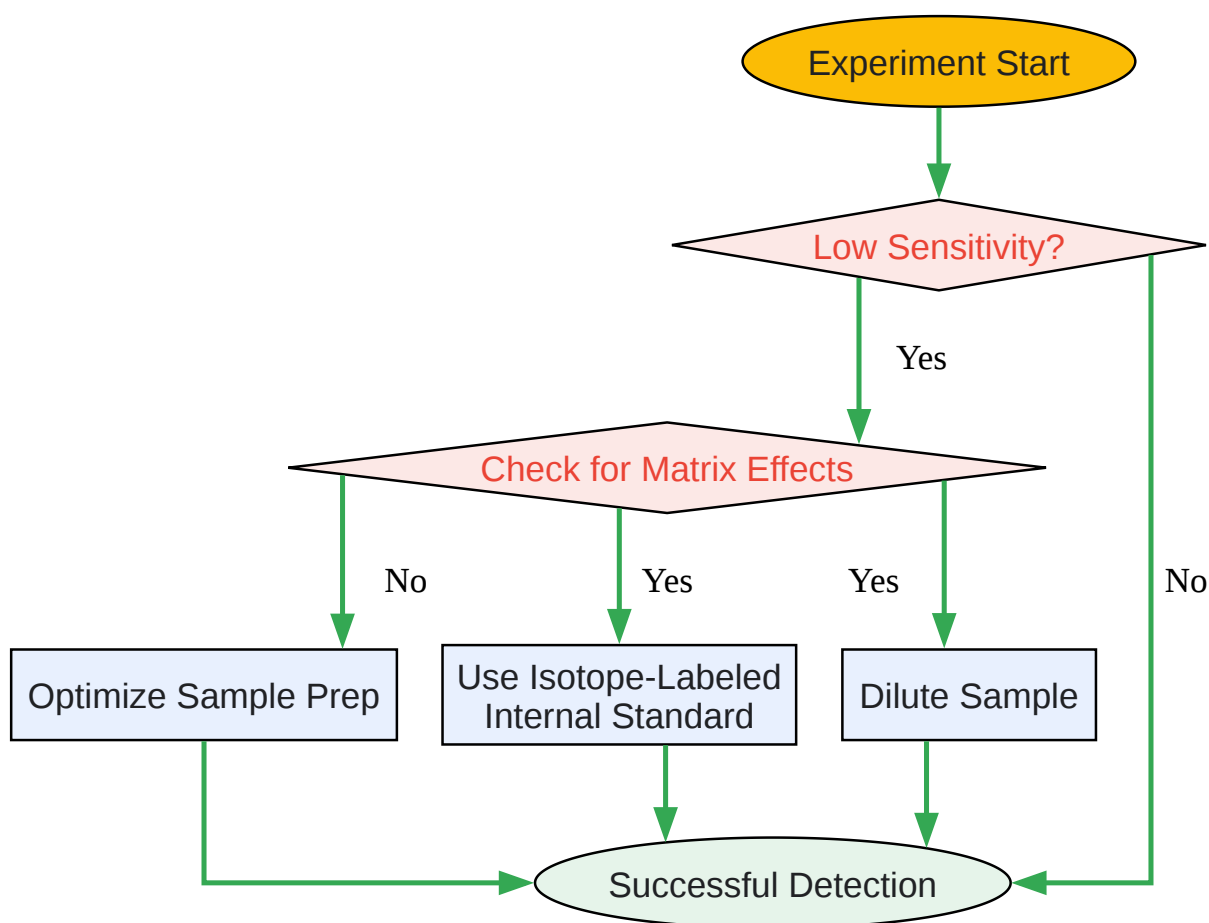 Experiment Start
Low Sensitivity?
Yes
Check for Matrix Effects
No
Yes
Yes
No
Optimize Sample Prep
Use Isotope-Labeled
Internal Standard
Dilute Sample
Successful Detection